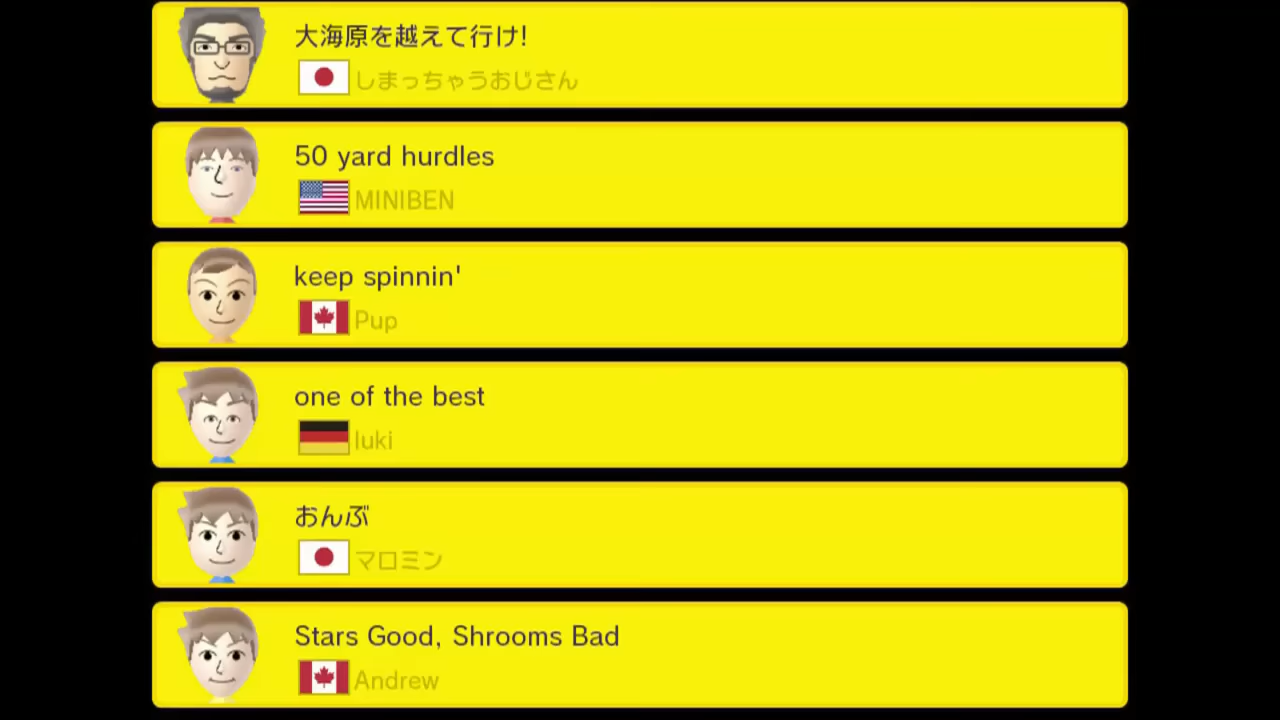 大海原を越えて行け!
しまっちゃうおじさん
50 yard hurdles
MINIBEN
keep spinnin'
Pup
one of the best
luki
おんぶ
マロミン
Stars Good, Shrooms Bad
Andrew